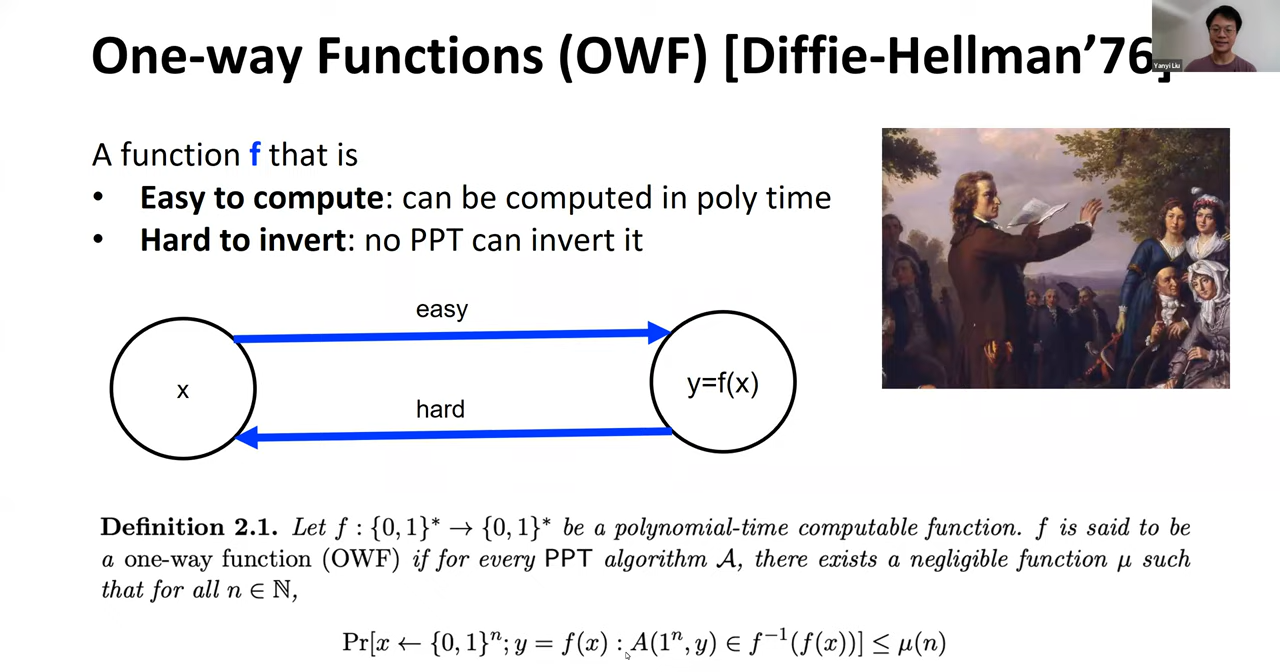 One-way Functions (OWF) [Diffie-Hellman’76]
Yanyi Liu
A function f that is
• Easy to compute: can be computed in poly time
• Hard to invert: no PPT can invert it
easy
x
y=f(x)
hard
Definition 2.1. Let f : {0, 1}* → {0, 1}* be a polynomial-time computable function. f is said to be
a one-way function (OWF) if for every PPT algorithm 𝒜, there exists a negligible function μ such
that for all n ∈ ℕ,
Pr[x ← {0, 1}ⁿ; y = f(x) : A(1ⁿ, y) ∈ f⁻¹(f(x))] ≤ μ(n)